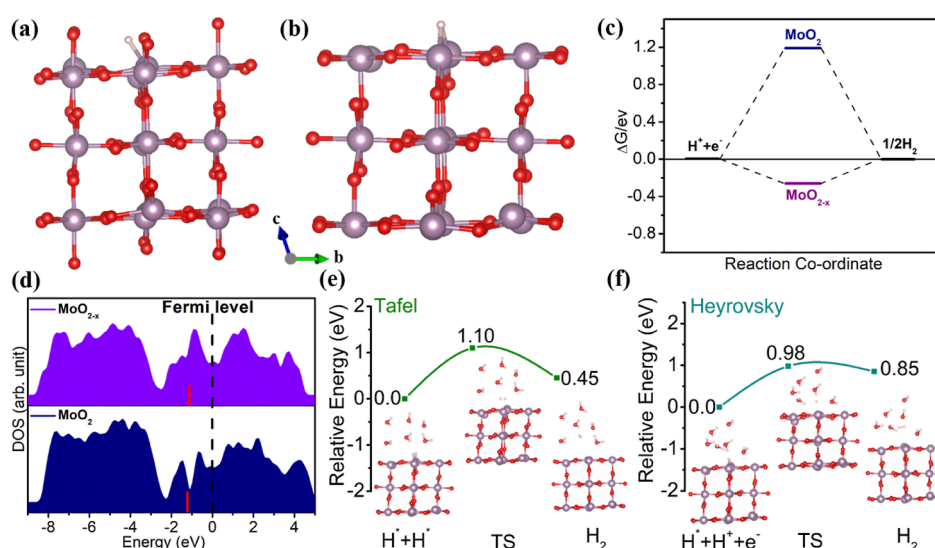 (a)
(b)
c
b
(c)
1.2
0.8
0.4
0.0
-0.4
-0.8
ΔG/ev
MoO₂
H⁺+e⁻
1/2H₂
MoO₂₋ₓ
Reaction Co-ordinate
(d)
Fermi level
MoO₂₋ₓ
MoO₂
DOS (arb. unit)
-8 -6 -4 -2 0 2 4
Energy (eV)
(e)
Tafel
2
1
0
-1
-2
Relative Energy (eV)
0.0
1.10
0.45
H*+H* TS H₂
(f)
Heyrovsky
2
1
0
-1
-2
Relative Energy (eV)
0.0
0.98
0.85
H*+H⁺+e⁻ TS H₂